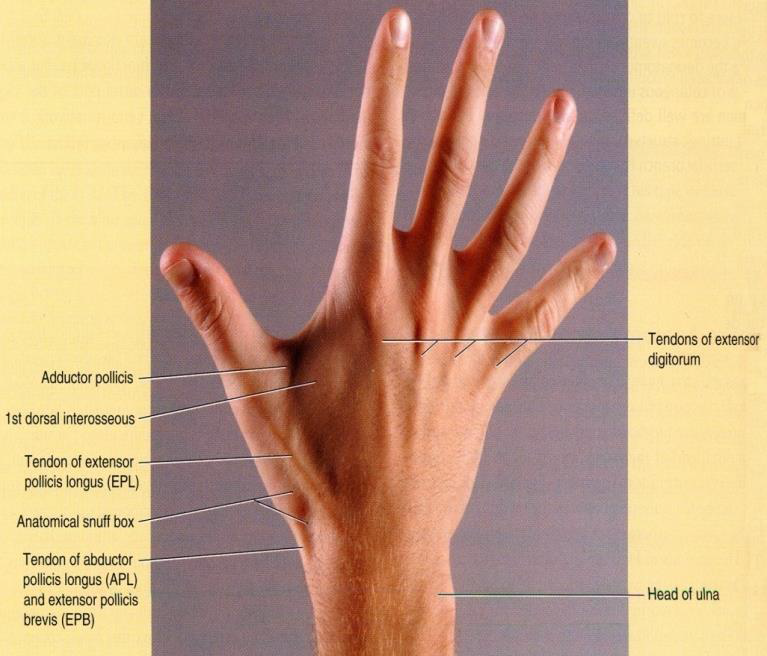 Tendons of extensor
digitorum
Adductor pollicis
1st dorsal interosseous
Tendon of extensor
pollicis longus (EPL)
Anatomical snuff box
Tendon of abductor
pollicis longus (APL)
and extensor pollicis
brevis (EPB)
Head of ulna